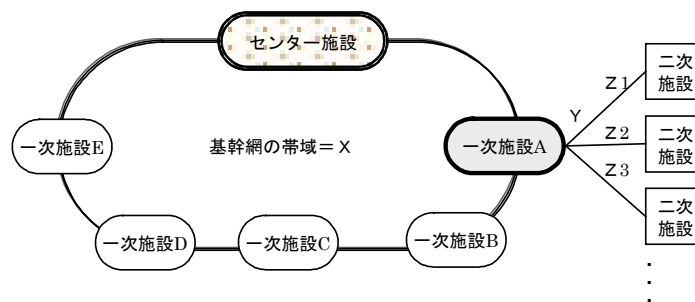 センター施設
二次
施設
Z1
Y
Z2
一次施設E
基幹網の帯域＝X
一次施設A
二次
施設
Z3
二次
施設
一次施設D
一次施設C
一次施設B
・
・
・